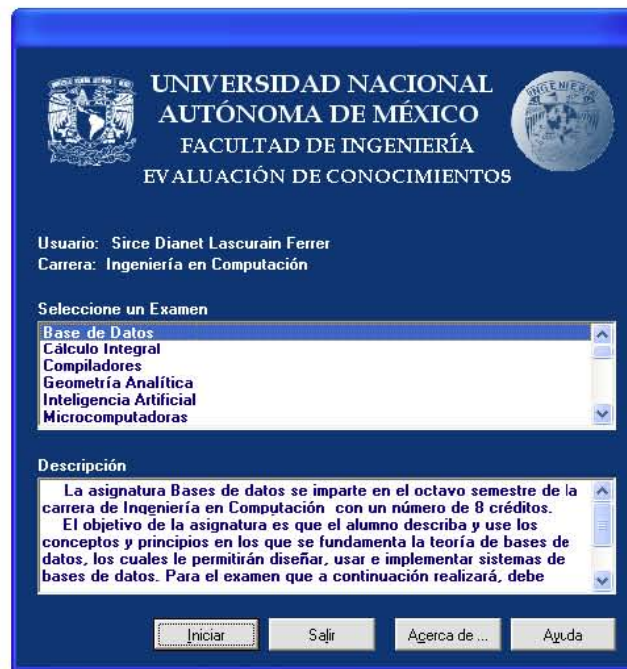 UNIVERSIDAD NACIONAL
AUTÓNOMA DE MÉXICO
FACULTAD DE INGENIERÍA
EVALUACIÓN DE CONOCIMIENTOS
INGENIERIA
Usuario: Sirce Dianet Lascurain Ferrer
Carrera: Ingeniería en Computación
Seleccione un Examen
Base de Datos
Cálculo Integral
Compiladores
Geometría Analítica
Inteligencia Artificial
Microcomputadoras
Descripción
La asignatura Bases de datos se imparte en el octavo semestre de la
carrera de Ingeniería en Computación con un número de 8 créditos.
El objetivo de la asignatura es que el alumno describa y use los
conceptos y principios en los que se fundamenta la teoría de bases de
datos, los cuales le permitirán diseñar, usar e implementar sistemas de
bases de datos. Para el examen que a continuación realizará, debe
Iniciar Salir Acerca de ... Ayuda